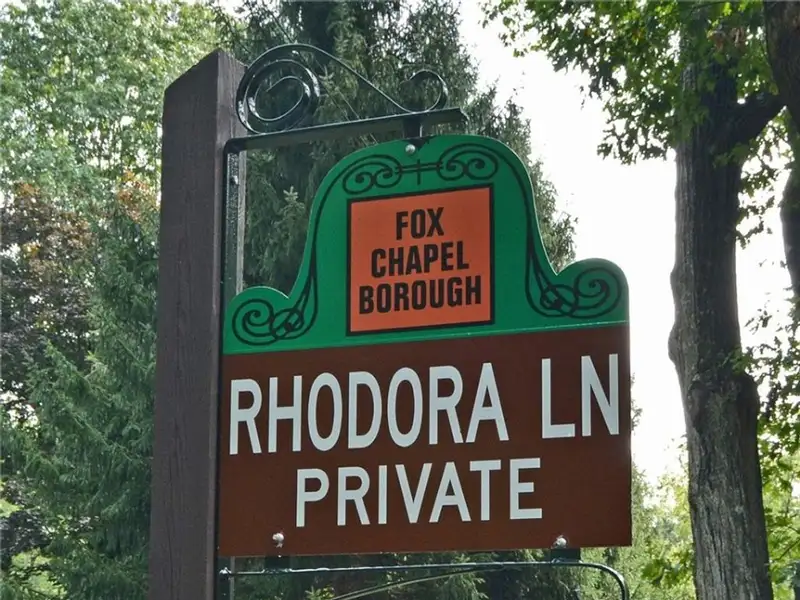 FOX
CHAPEL
BOROUGH
RHODORA LN
PRIVATE